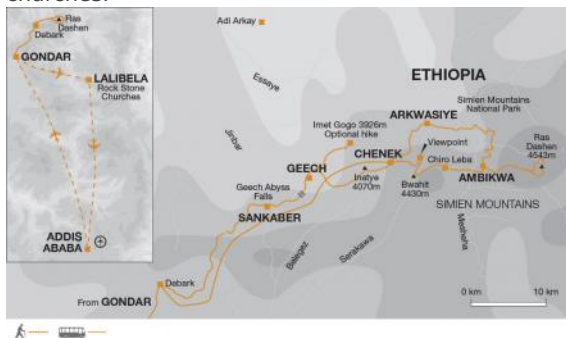 Ras
Dashen
Debark
GONDAR
LALIBELA
Rock Stone
Churches
ADDIS
ABABA
Adi Arkay
Essaye
Jinbar
ETHIOPIA
Simien Mountains
National Park
ARKWASIYE
Imet Gogo 3926m
Optional hike
Viewpoint
CHENEK
Chiro Leba
Ras
Dashen
4543m
GEECH
Inatye
4070m
Bwahit
4430m
AMBIKWA
Geech Abyss
Falls
SANKABER
SIMIEN MOUNTAINS
Belegez
Serakawa
Meshaha
Debark
From GONDAR
0 km
10 km